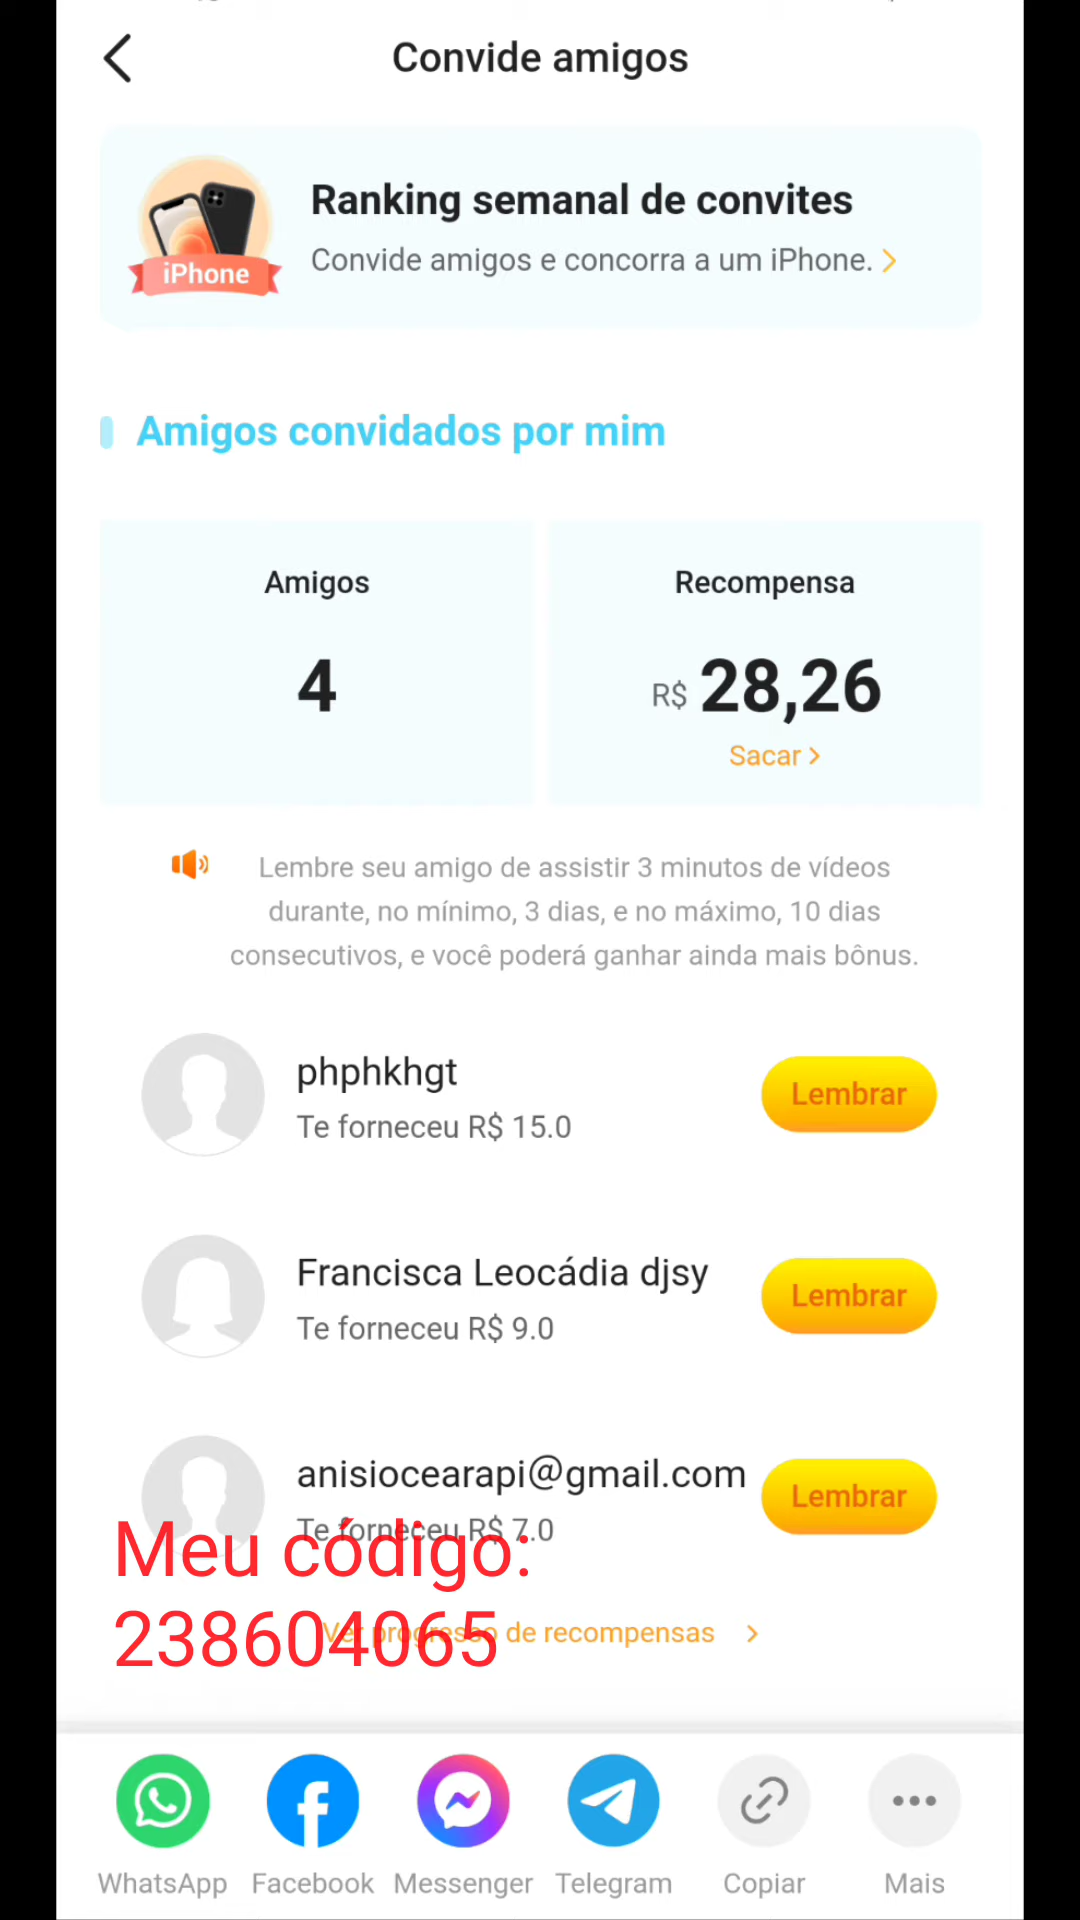 Convide amigos
Ranking semanal de convites
Convide amigos e concorra a um iPhone.
iPhone
Amigos convidados por mim
Amigos
4
Recompensa
R$ 28,26
Sacar
Lembre seu amigo de assistir 3 minutos de vídeos
durante, no mínimo, 3 dias, e no máximo, 10 dias
consecutivos, e você poderá ganhar ainda mais bônus.
phphkhgt
Te forneceu R$ 15.0
Lembrar
Francisca Leocádia djsy
Te forneceu R$ 9.0
Lembrar
anisiocearapi@gmail.com
Te forneceu R$ 7.0
Lembrar
Meu código:
238604065
Ver progresso de recompensas
WhatsApp
Facebook
Messenger
Telegram
Copiar
Mais